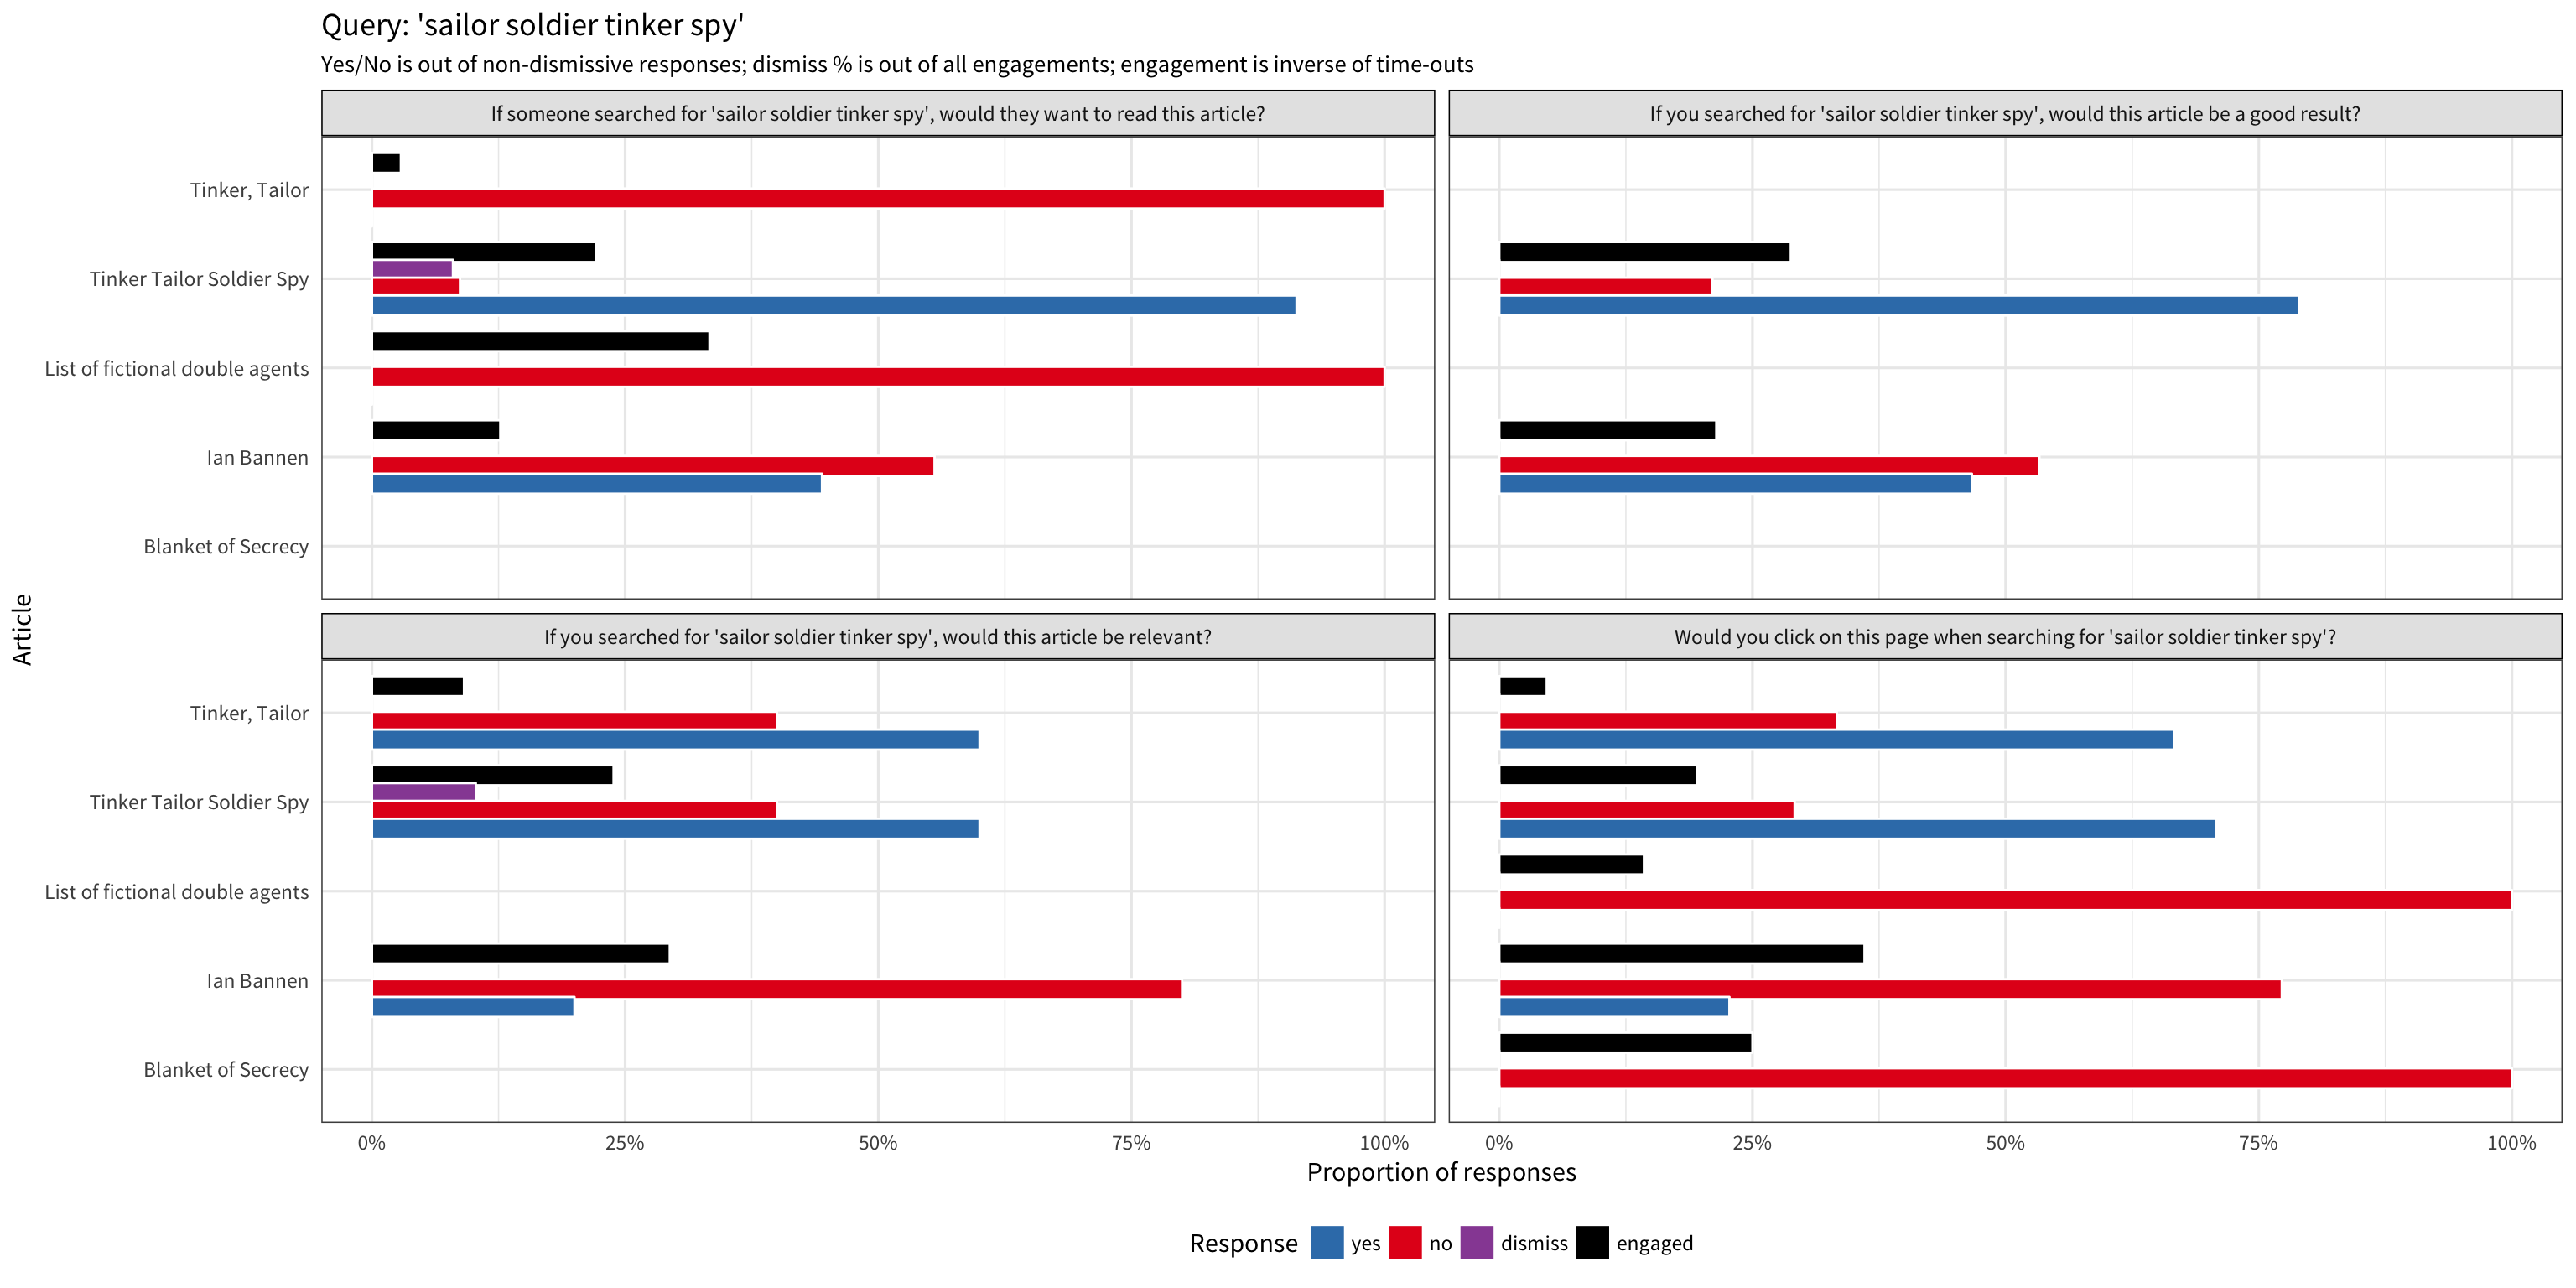 Query: 'sailor soldier tinker spy'
Yes/No is out of non-dismissive responses; dismiss % is out of all engagements; engagement is inverse of time-outs
If someone searched for 'sailor soldier tinker spy', would they want to read this article?
If you searched for 'sailor soldier tinker spy', would this article be a good result?
Tinker, Tailor
Tinker Tailor Soldier Spy
List of fictional double agents
Ian Bannen
Blanket of Secrecy
Article
If you searched for 'sailor soldier tinker spy', would this article be relevant?
Would you click on this page when searching for 'sailor soldier tinker spy'?
Tinker, Tailor
Tinker Tailor Soldier Spy
List of fictional double agents
Ian Bannen
Blanket of Secrecy
0% 25% 50% 75% 100%
0% 25% 50% 75% 100%
Proportion of responses
Response yes no dismiss engaged